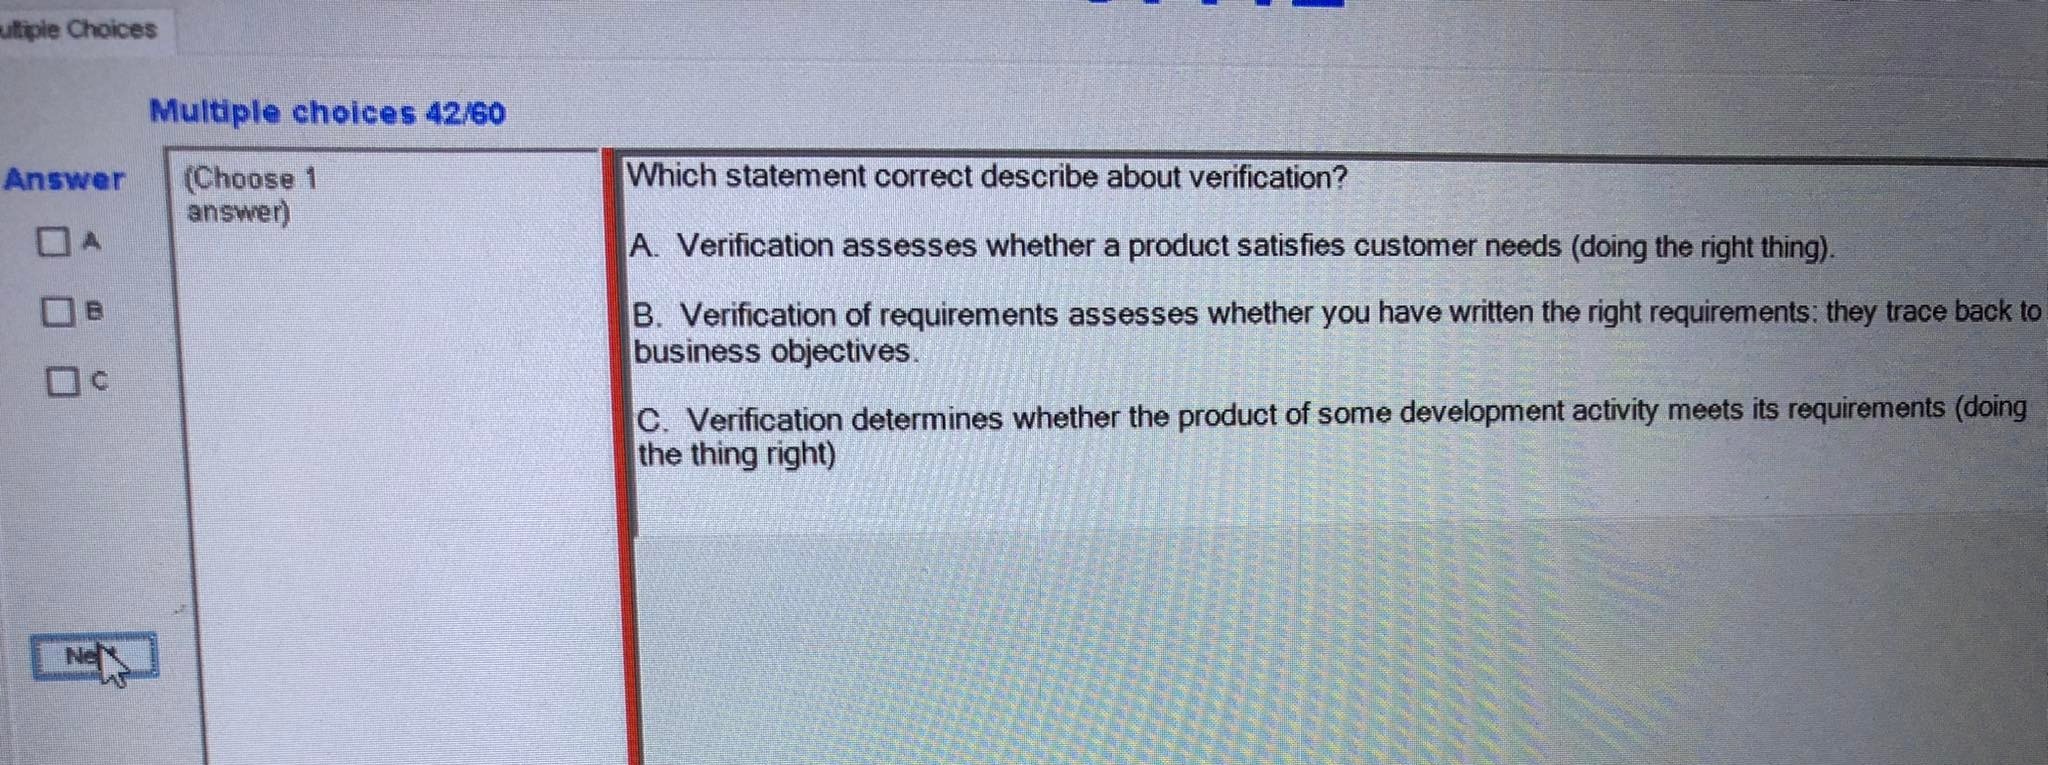 Multiple choices 42/60
Choices
Answer
(Choose 1
answer)
A
B
C
Which statement correct describe about verification?
A. Verification assesses whether a product satisfies customer needs (doing the right thing).
B. Verification of requirements assesses whether you have written the right requirements: they trace back to
business objectives.
C. Verification determines whether the product of some development activity meets its requirements (doing
the thing right)